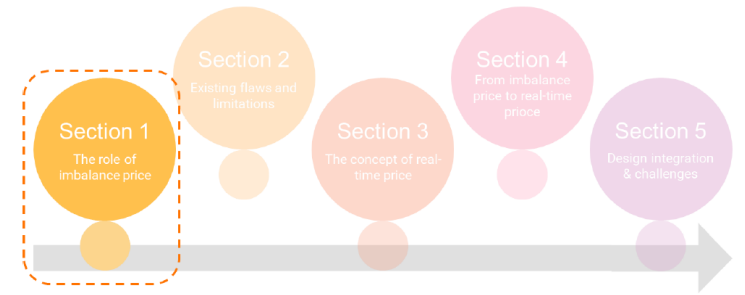 Section 1
The role of
imbalance price
Section 2
Existing flaws and
limitations
Section 3
The concept of real-
time price
Section 4
From imbalance
price to real-time
prioce
Section 5
Design integration
& challenges